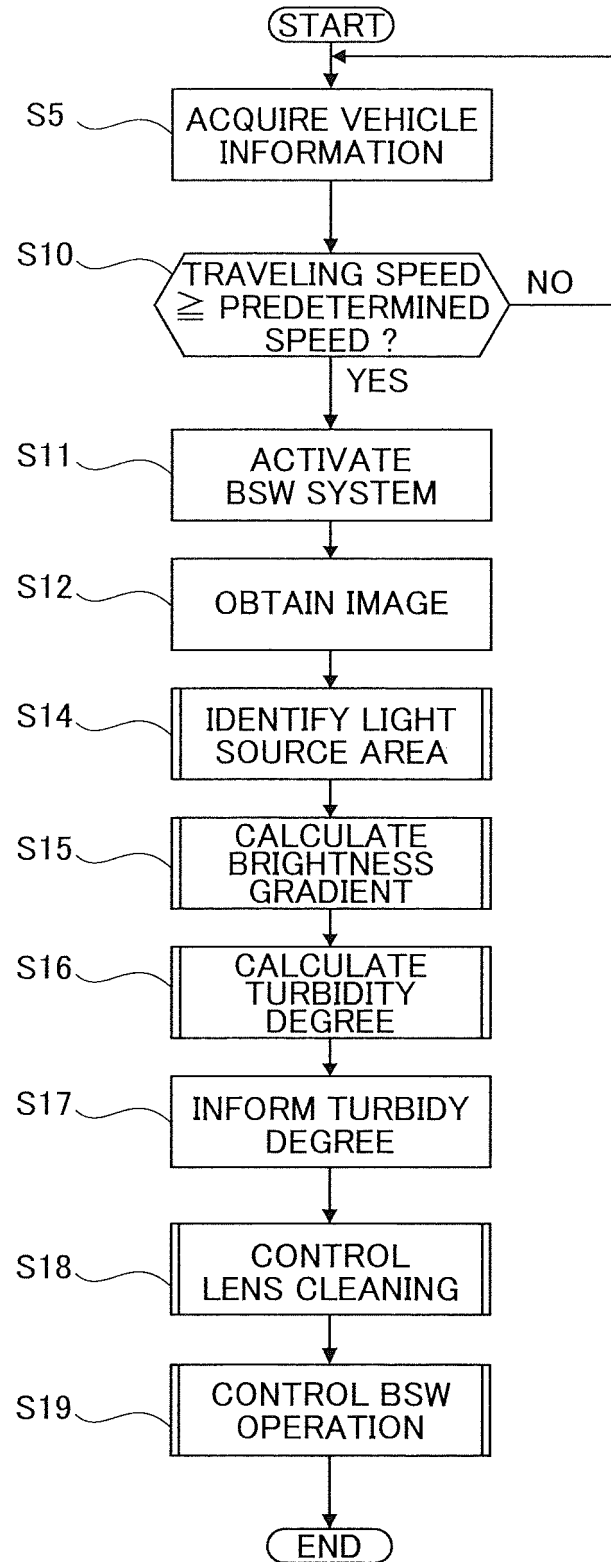 START
S5
ACQUIRE VEHICLE
INFORMATION
S10
TRAVELING SPEED
≧ PREDETERMINED
SPEED ?
NO
YES
S11
ACTIVATE
BSW SYSTEM
S12
OBTAIN IMAGE
S14
IDENTIFY LIGHT
SOURCE AREA
S15
CALCULATE
BRIGHTNESS
GRADIENT
S16
CALCULATE
TURBIDITY
DEGREE
S17
INFORM TURBIDY
DEGREE
S18
CONTROL
LENS CLEANING
S19
CONTROL BSW
OPERATION
END